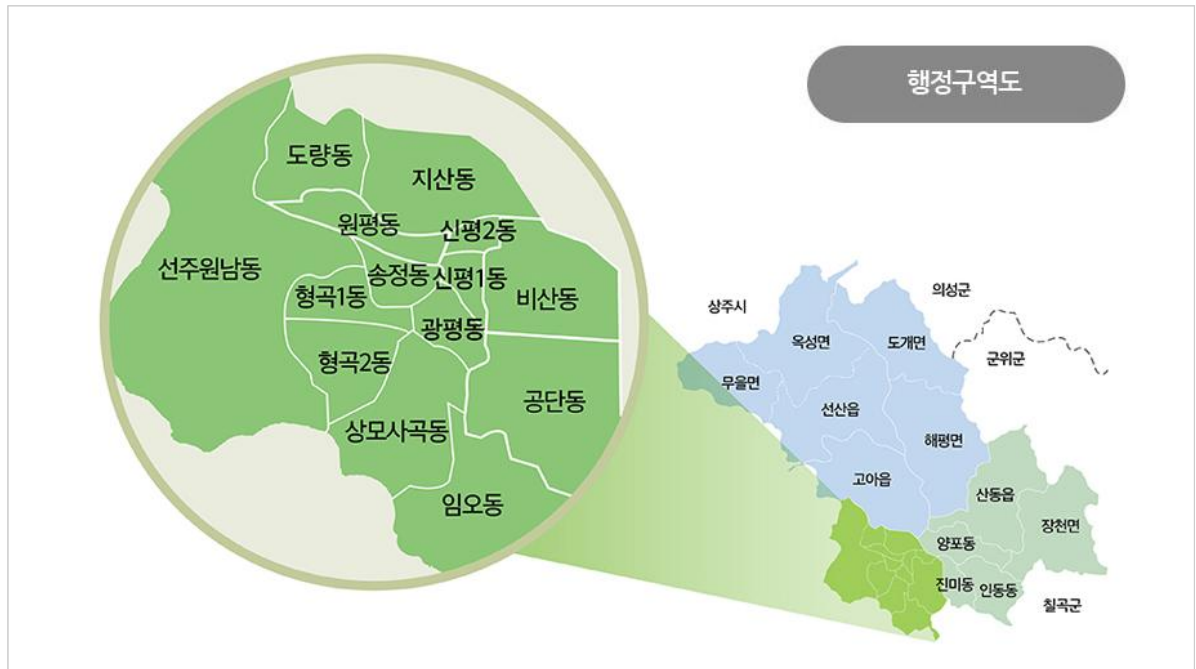 행정구역도
도량동
지산동
원평동
신평2동
선주원남동
송정동
신평1동
형곡1동
비산동
광평동
형곡2동
공단동
상모사곡동
임오동
상주시
의성군
옥성면
도개면
군위군
무을면
선산읍
해평면
고아읍
산동읍
장천면
양포동
진미동
인동동
칠곡군